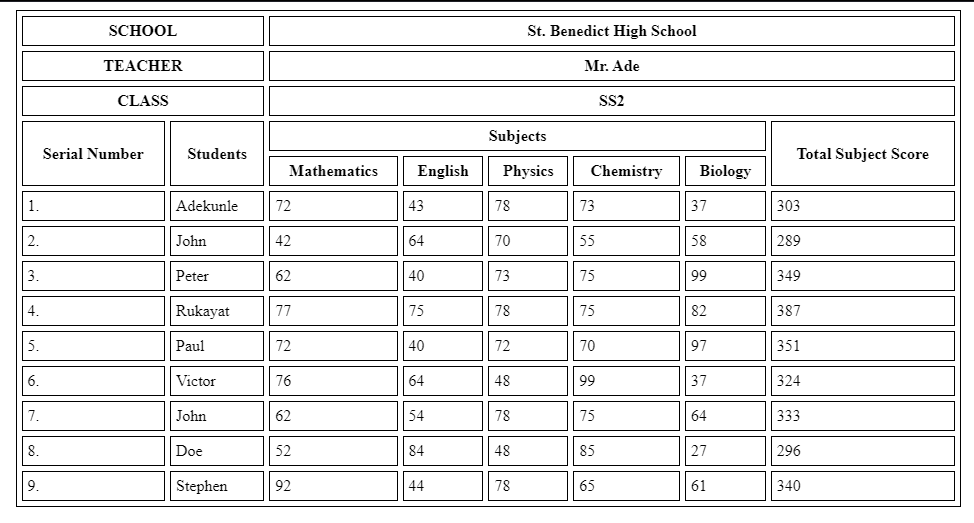 SCHOOL St. Benedict High School
TEACHER Mr. Ade
CLASS SS2
Serial Number Students Subjects Total Subject Score
Mathematics English Physics Chemistry Biology
1. Adekunle 72 43 78 73 37 303
2. John 42 64 70 55 58 289
3. Peter 62 40 73 75 99 349
4. Rukayat 77 75 78 75 82 387
5. Paul 72 40 72 70 97 351
6. Victor 76 64 48 99 37 324
7. John 62 54 78 75 64 333
8. Doe 52 84 48 85 27 296
9. Stephen 92 44 78 65 61 340